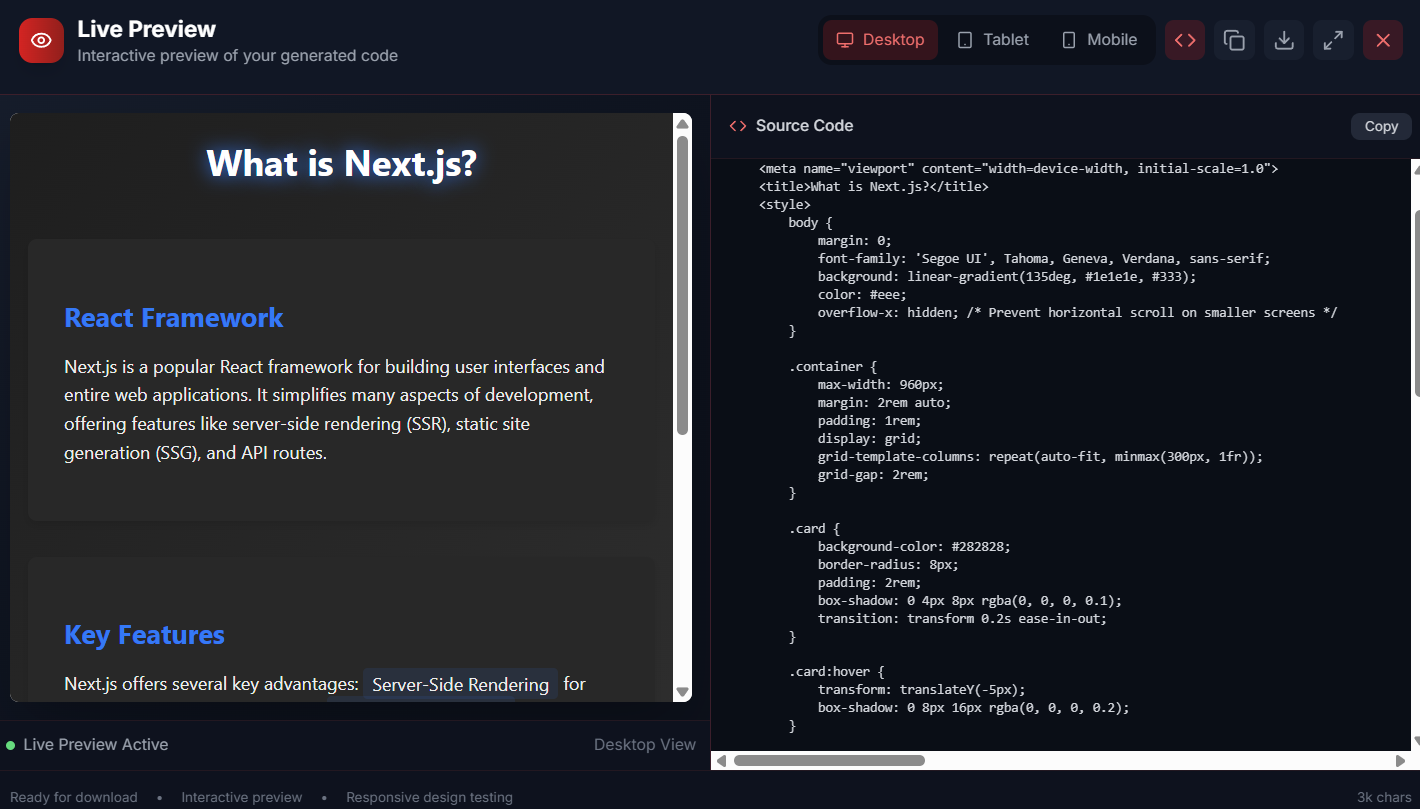 Live Preview
Interactive preview of your generated code
Desktop
Tablet
Mobile
What is Next.js?
React Framework
Next.js is a popular React framework for building user interfaces and
entire web applications. It simplifies many aspects of development,
offering features like server-side rendering (SSR), static site
generation (SSG), and API routes.
Key Features
Next.js offers several key advantages: Server-Side Rendering for
Live Preview Active
Desktop View
<> Source Code
Copy
<meta name="viewport" content="width=device-width, initial-scale=1.0">
<title>What is Next.js?</title>
<style>
body {
margin: 0;
font-family: 'Segoe UI', Tahoma, Geneva, Verdana, sans-serif;
background: linear-gradient(135deg, #1e1e1e, #333);
color: #eee;
overflow-x: hidden; /* Prevent horizontal scroll on smaller screens */
}
.container {
max-width: 960px;
margin: 2rem auto;
padding: 1rem;
display: grid;
grid-template-columns: repeat(auto-fit, minmax(300px, 1fr));
grid-gap: 2rem;
}
.card {
background-color: #282828;
border-radius: 8px;
padding: 2rem;
box-shadow: 0 4px 8px rgba(0, 0, 0, 0.1);
transition: transform 0.2s ease-in-out;
}
.card:hover {
transform: translateY(-5px);
box-shadow: 0 8px 16px rgba(0, 0, 0, 0.2);
}
Ready for download • Interactive preview • Responsive design testing
3k chars